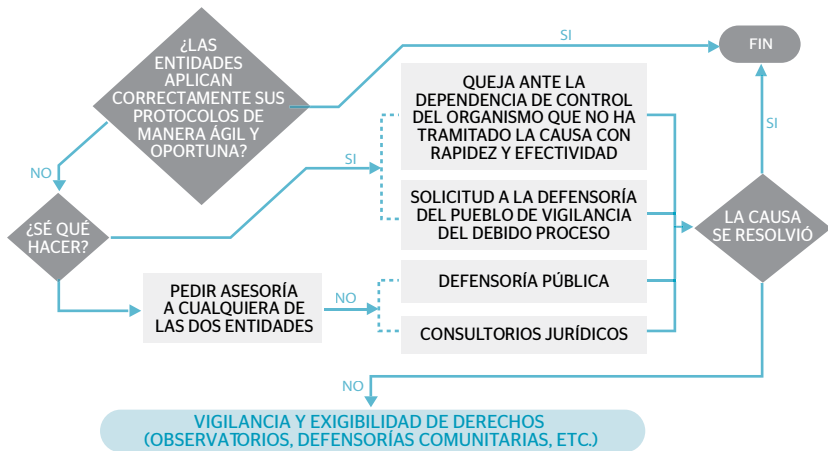 ¿LAS
ENTIDADES
APLICAN
CORRECTAMENTE SUS
PROTOCOLOS DE
MANERA ÁGIL Y
OPORTUNA?
SI
FIN
QUEJA ANTE LA
DEPENDENCIA DE CONTROL
DEL ORGANISMO QUE NO HA
TRAMITADO LA CAUSA CON
RAPIDEZ Y EFECTIVIDAD
SI
NO
SI
¿SÉ QUÉ
HACER?
SOLICITUD A LA DEFENSORÍA
DEL PUEBLO DE VIGILANCIA
DEL DEBIDO PROCESO
LA CAUSA
SE RESOLVIÓ
PEDIR ASESORÍA
A CUALQUIERA DE
LAS DOS ENTIDADES
NO
DEFENSORÍA PÚBLICA
CONSULTORIOS JURÍDICOS
NO
VIGILANCIA Y EXIGIBILIDAD DE DERECHOS
(OBSERVATORIOS, DEFENSORÍAS COMUNITARIAS, ETC.)